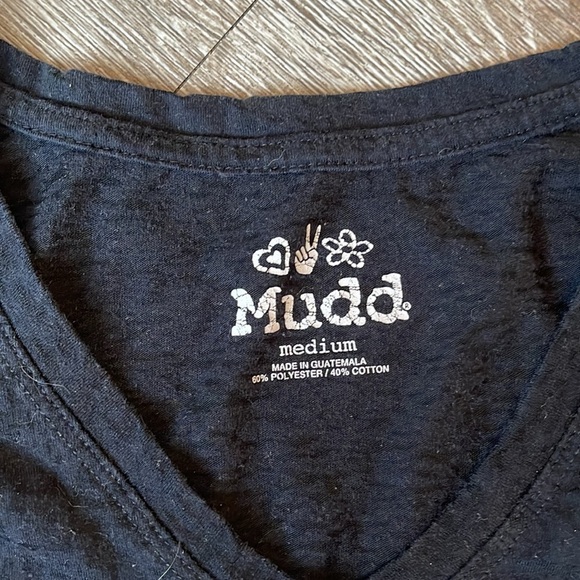 Mudd®
medium
MADE IN GUATEMALA
60% POLYESTER / 40% COTTON